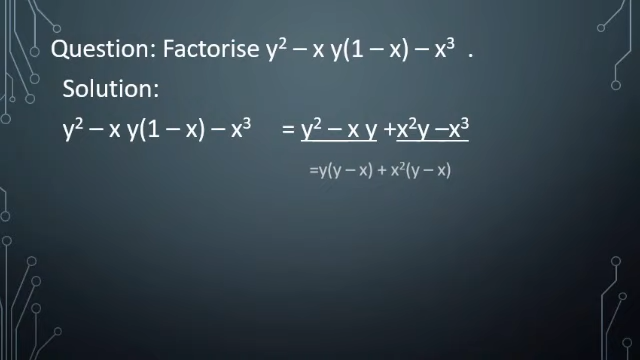 Question: Factorise y² – x y(1 – x) – x³ .
Solution:
y² – x y(1 – x) – x³ = y² – x y +x²y –x³
=y(y – x) + x²(y – x)